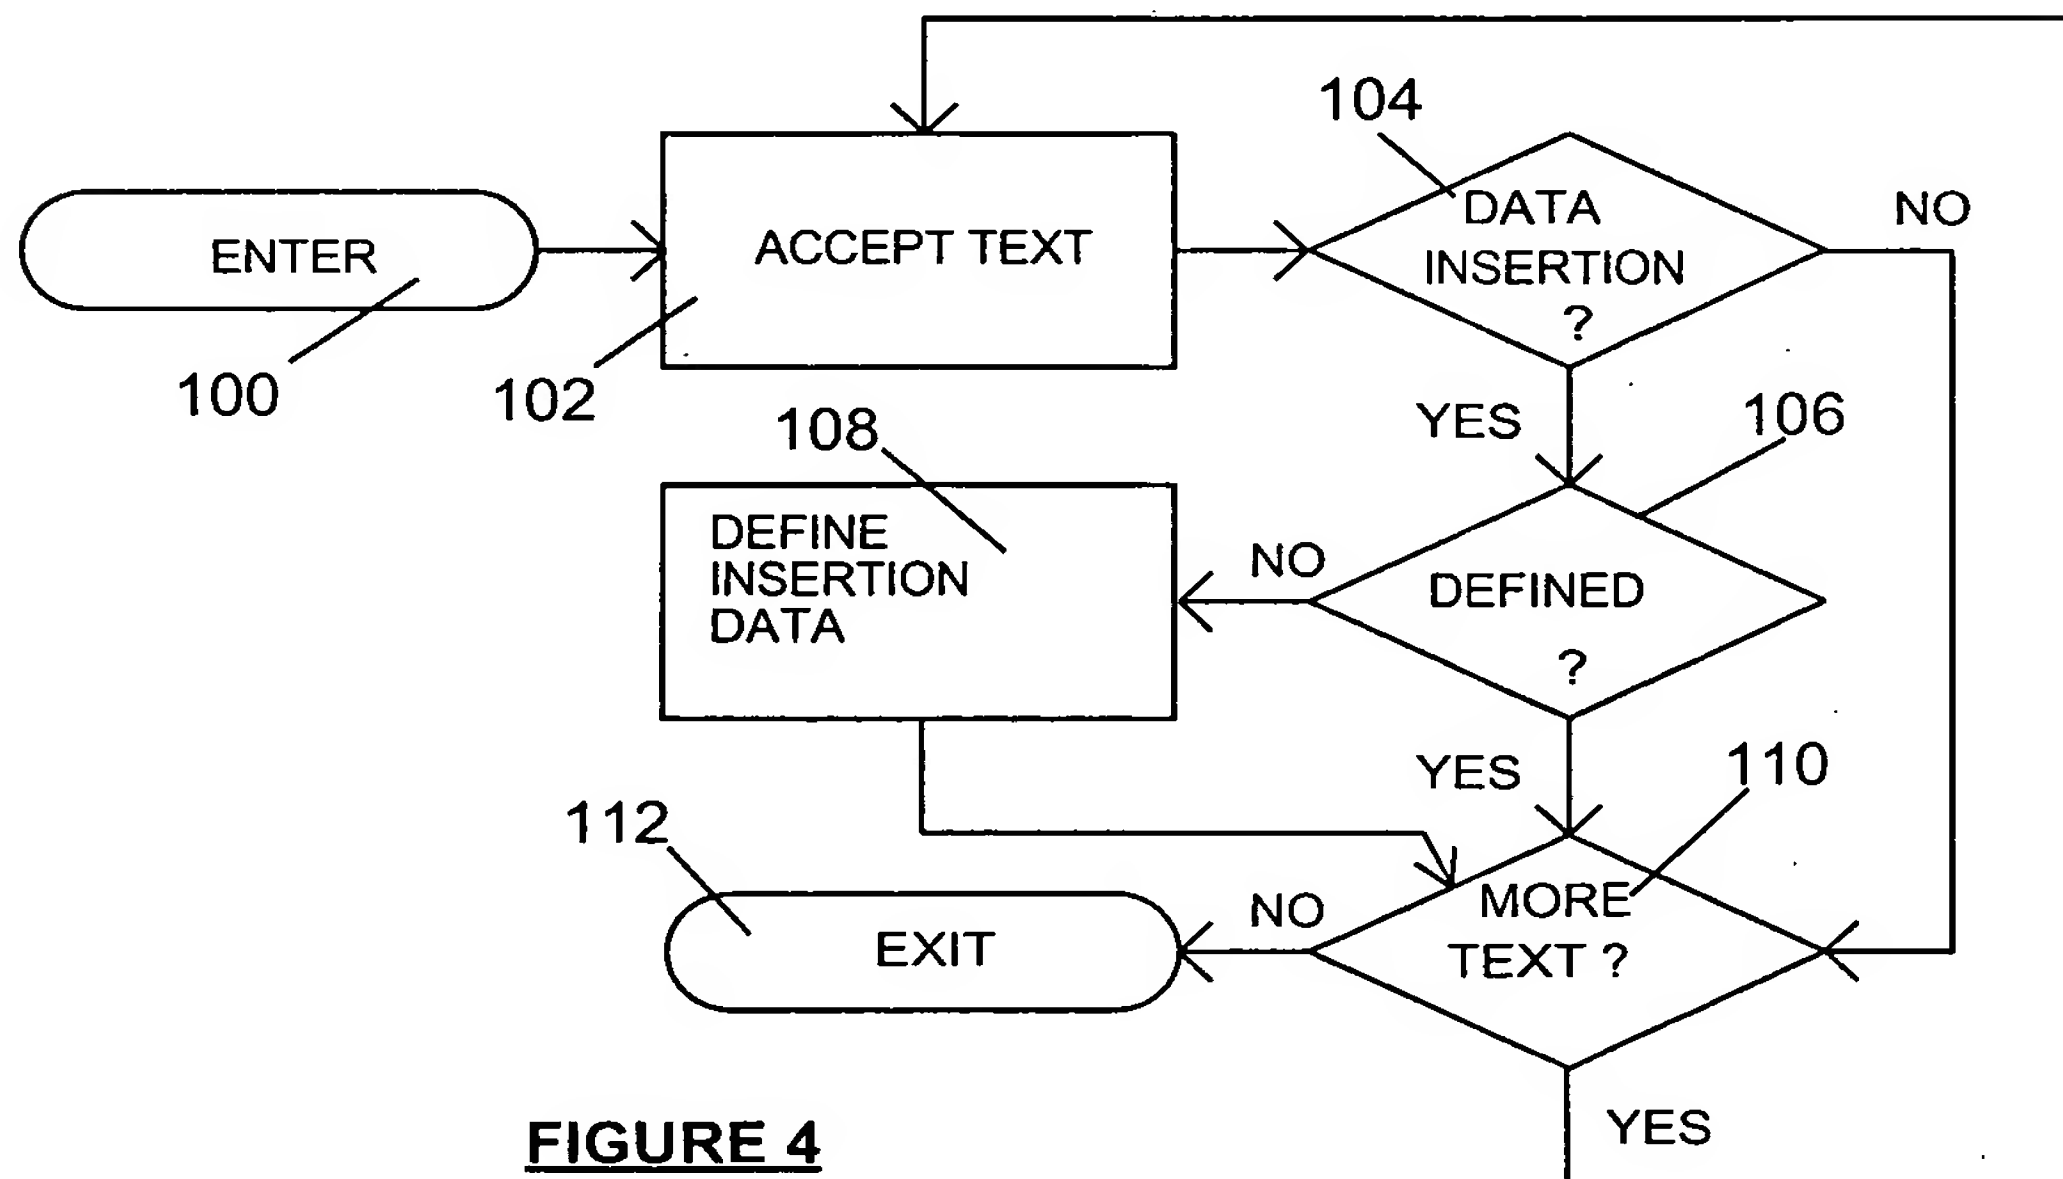 104
DATA
INSERTION
?
NO
ENTER
ACCEPT TEXT
100
102
YES
106
108
DEFINE
INSERTION
DATA
NO
DEFINED
?
YES
110
112
EXIT
NO
MORE
TEXT ?
YES
FIGURE 4